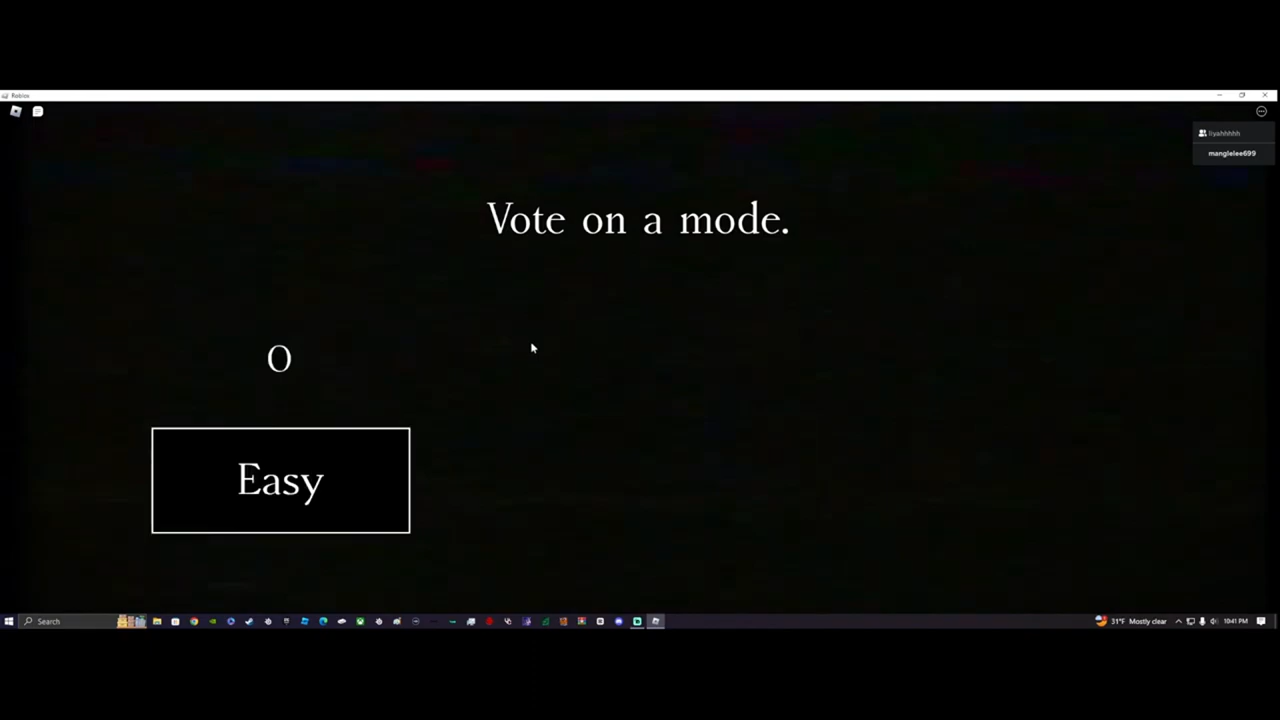 Roblox
liyahhhhh
manglelee699
Vote on a mode.
0
Easy
Search
31°F Mostly clear
10:41 PM